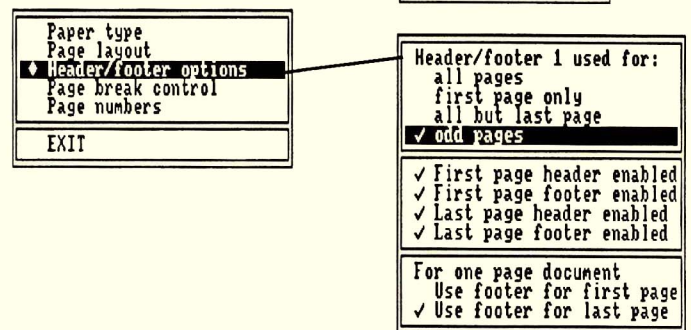 Paper type
Page layout
♦ Header/footer options
Page break control
Page numbers
EXIT
Header/footer 1 used for:
all pages
first page only
all but last page
✓ odd pages
✓ First page header enabled
✓ First page footer enabled
✓ Last page header enabled
✓ Last page footer enabled
For one page document
Use footer for first page
✓ Use footer for last page